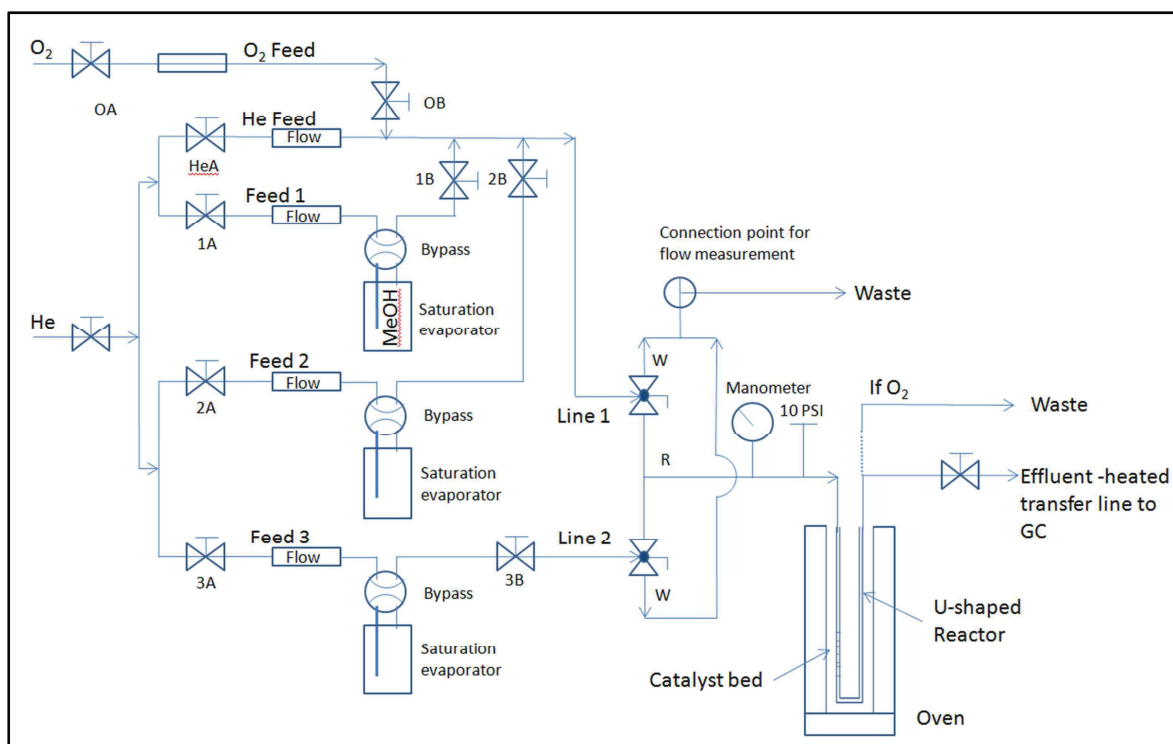 O2
O2 Feed
OA
OB
He Feed
Flow
HeA
1B
2B
Feed 1
Flow
1A
Bypass
MeOH
Saturation
evaporator
Connection point for
flow measurement
Waste
He
Feed 2
Flow
2A
Bypass
Saturation
evaporator
W
Line 1
Manometer
10 PSI
If O2
Waste
R
Effluent -heated
transfer line to
GC
Feed 3
Flow
3A
3B
Line 2
Bypass
W
Saturation
evaporator
U-shaped
Reactor
Catalyst bed
Oven